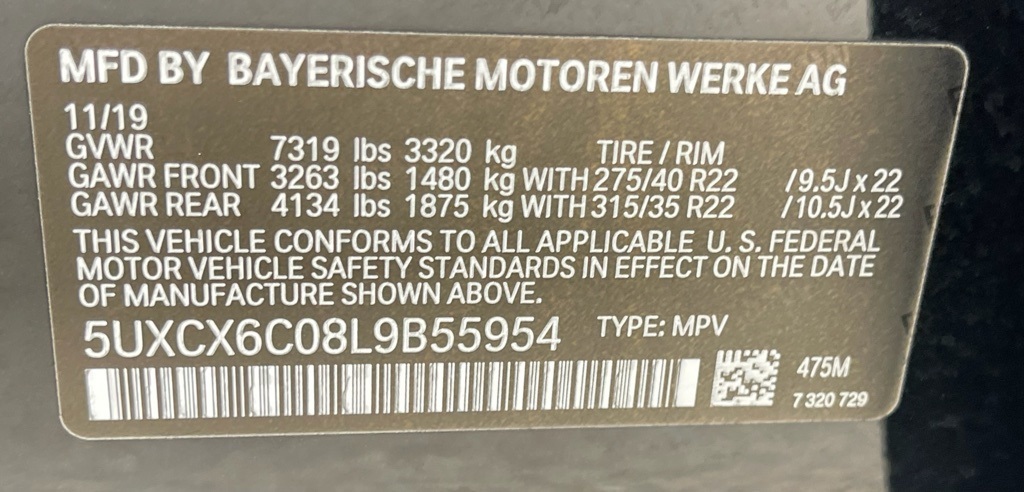 MFD BY BAYERISCHE MOTOREN WERKE AG
11/19
GVWR 7319 lbs 3320 kg TIRE / RIM
GAWR FRONT 3263 lbs 1480 kg WITH 275/40 R22 /9.5J x 22
GAWR REAR 4134 lbs 1875 kg WITH 315/35 R22 /10.5J x 22
THIS VEHICLE CONFORMS TO ALL APPLICABLE U. S. FEDERAL
MOTOR VEHICLE SAFETY STANDARDS IN EFFECT ON THE DATE
OF MANUFACTURE SHOWN ABOVE.
5UXCX6C08L9B55954 TYPE: MPV
475M
7 320 729